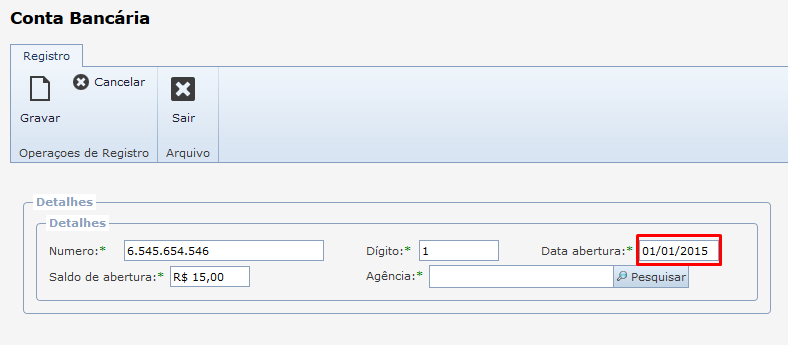 Conta Bancária
Registro
Gravar
Cancelar
Sair
Operaçoes de Registro
Arquivo
Detalhes
Detalhes
Numero:* 6.545.654.546 Dígito:* 1 Data abertura:* 01/01/2015
Saldo de abertura:* R$ 15,00 Agência:* Pesquisar